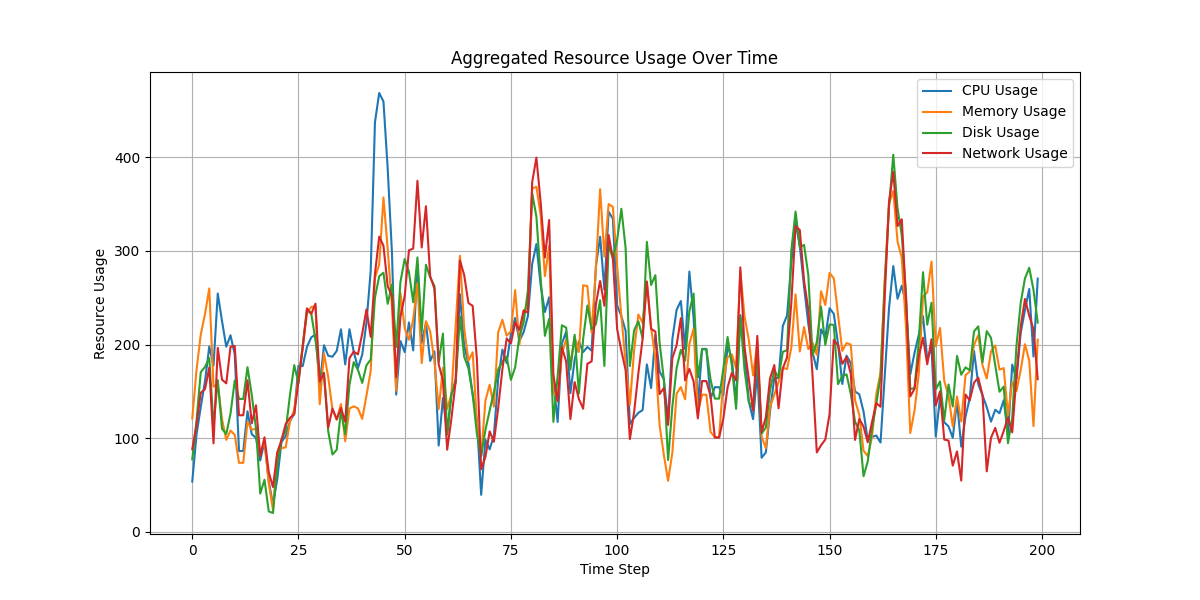 Aggregated Resource Usage Over Time
CPU Usage
Memory Usage
Disk Usage
Network Usage
Resource Usage
400
300
200
100
0
0 25 50 75 100 125 150 175 200
Time Step